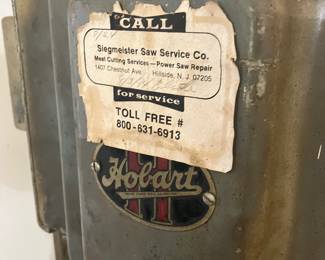 CALL
Siegmeister Saw Service Co.
Meat Cutting Services—Power Saw Repair
1407 Chestnut Ave. Hillside, N. J. 07205
for service
TOLL FREE #
800-631-6913
Hobart